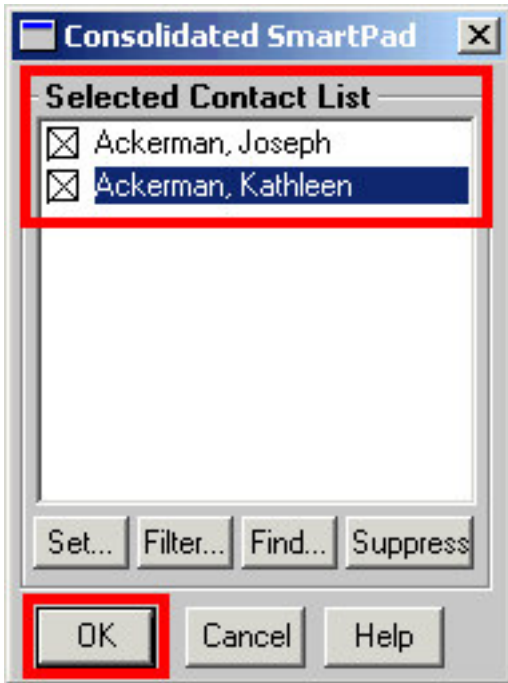 Consolidated SmartPad
Selected Contact List
Ackerman, Joseph
Ackerman, Kathleen
Set... Filter... Find... Suppress
OK Cancel Help